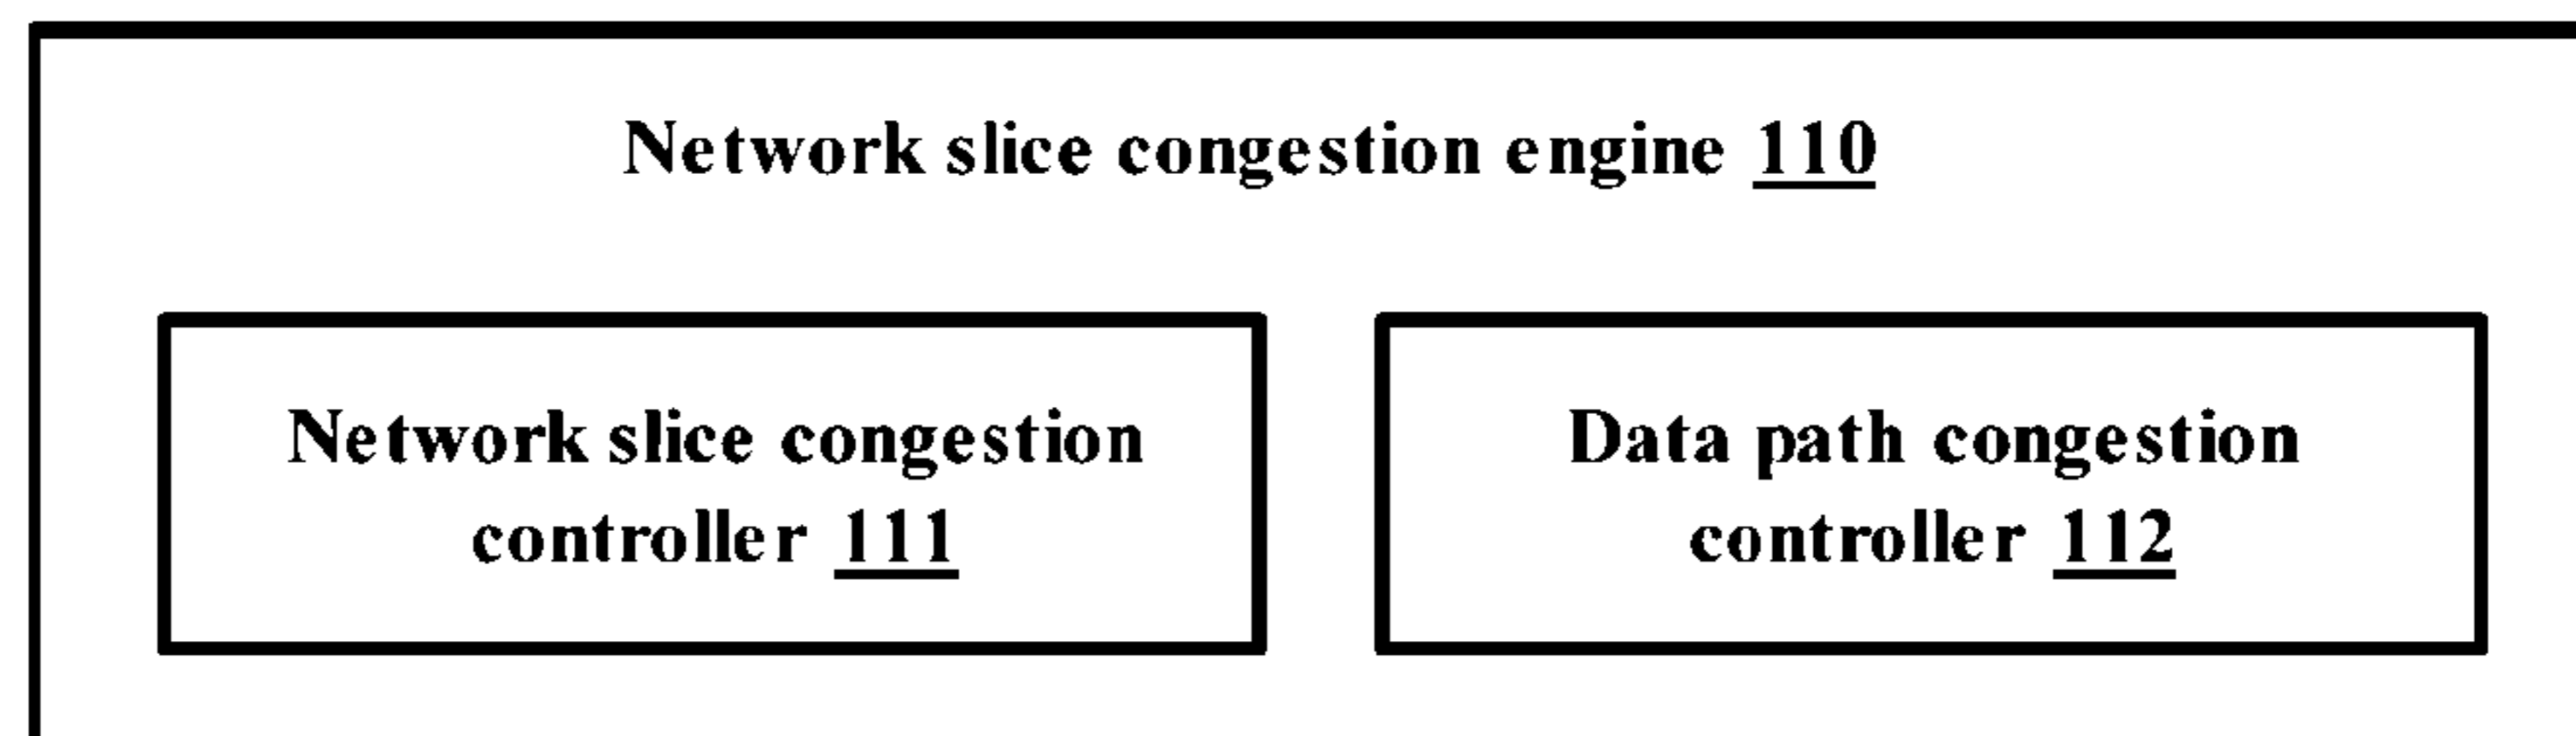 Network slice congestion engine 110
Network slice congestion
controller 111
Data path congestion
controller 112